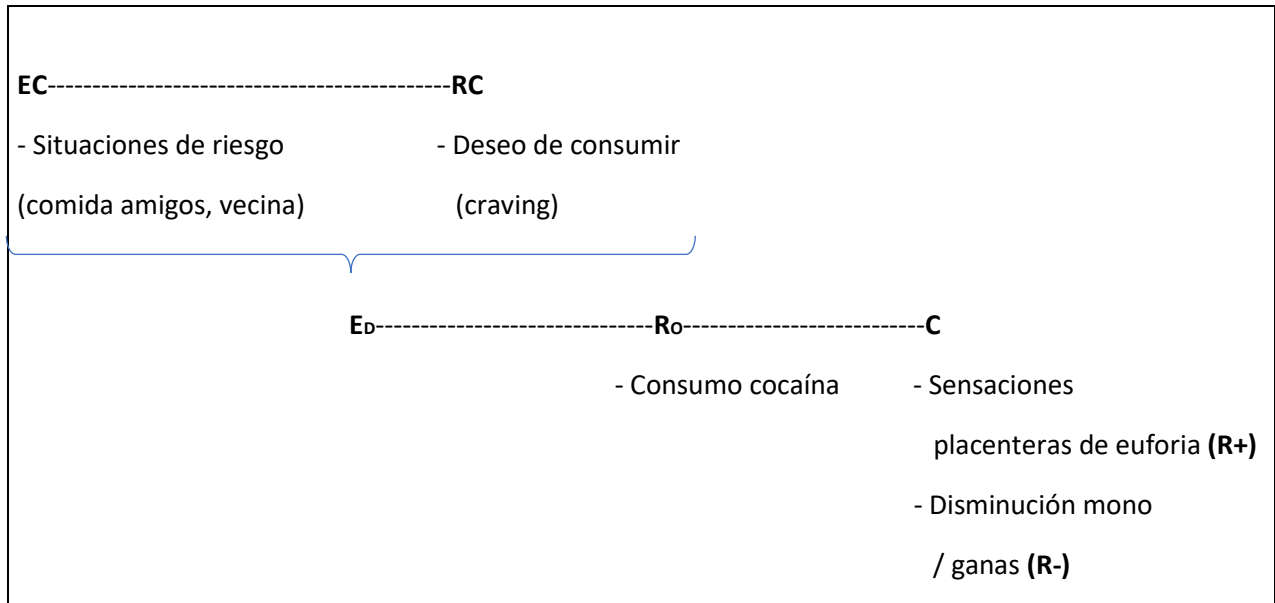 EC---------------------------------------------RC
- Situaciones de riesgo - Deseo de consumir
(comida amigos, vecina) (craving)
ED-------------------------------RO---------------------------C
- Consumo cocaína - Sensaciones
placenteras de euforia (R+)
- Disminución mono
/ ganas (R-)